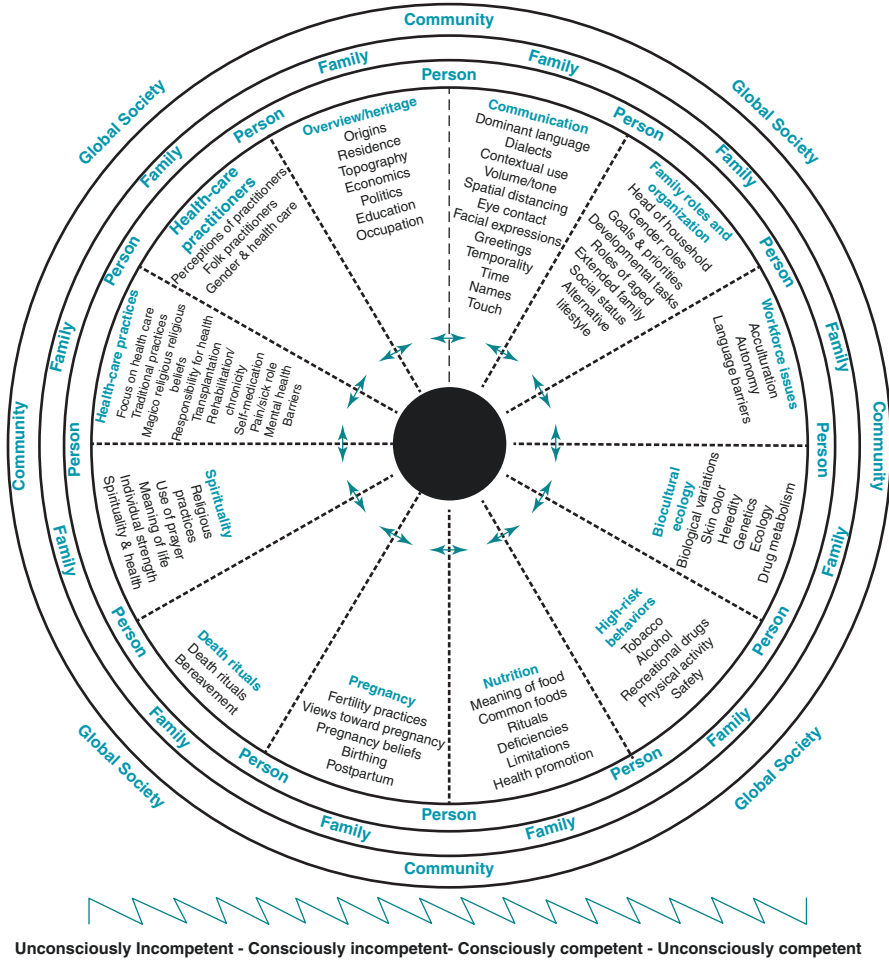 Community
Family
Family
Person
Global Society
Global Society
Person
Person
Family
Family
Person
Person
Family
Family
Community
Community
Person
Person
Family
Family
Person
Person
Family
Family
Person
Person
Global Society
Global Society
Person
Family
Family
Community
Overview/heritage
Origins
Residence
Topography
Economics
Politics
Education
Occupation
Communication
Dominant language
Dialects
Contextual use
Volume/tone
Spatial distancing
Eye contact
Facial expressions
Greetings
Temporality
Time
Names
Touch
Family roles and
organization
Head of household
Gender roles
Goals & priorities
Developmental tasks
Roles of aged
Extended family
Social status
Alternative
lifestyle
Workforce issues
Acculturation
Autonomy
Language barriers
Biocultural
ecology
Biological variations
Skin color
Heredity
Genetics
Ecology
Drug metabolism
High-risk
behaviors
Tobacco
Alcohol
Recreational drugs
Physical activity
Safety
Nutrition
Meaning of food
Common foods
Rituals
Deficiencies
Limitations
Health promotion
Pregnancy
Fertility practices
Views toward pregnancy
Pregnancy beliefs
Birthing
Postpartum
Death rituals
Death rituals
Bereavement
Spirituality
Religious
practices
Use of prayer
Meaning of life
Individual strength
Spirituality & health
Health-care practices
Focus on health care
Traditional practices
Magico religious religious
beliefs
Responsibility for health
Transplantation
Rehabilitation/
chronicty
Self-medication
Pain/sick role
Mental health
Barriers
Health-care
practitioners
Perceptions of practitioners
Folk practitioners
Gender & health care
Unconsciously Incompetent - Consciously incompetent- Consciously competent - Unconsciously competent